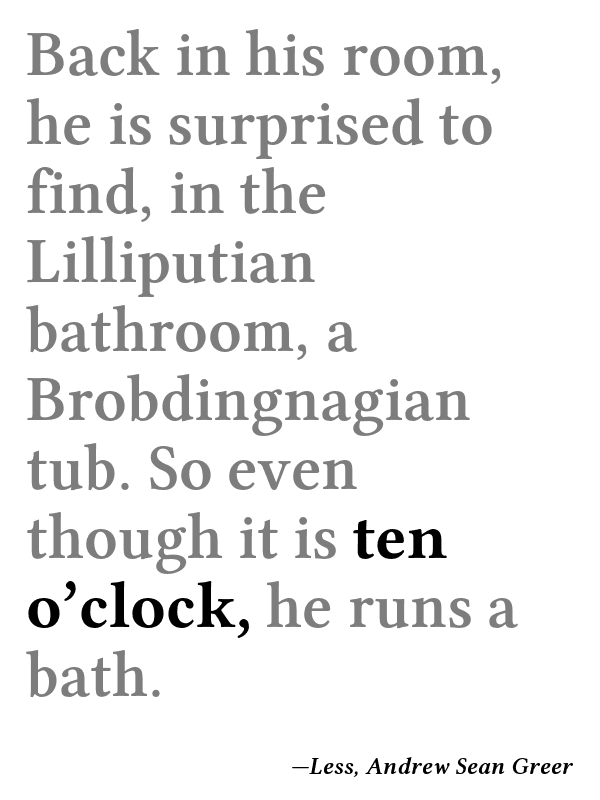 Back in his room,
he is surprised to
find, in the
Lilliputian
bathroom, a
Brobdingnagian
tub. So even
though it is ten
o’clock, he runs a
bath.
—Less, Andrew Sean Greer